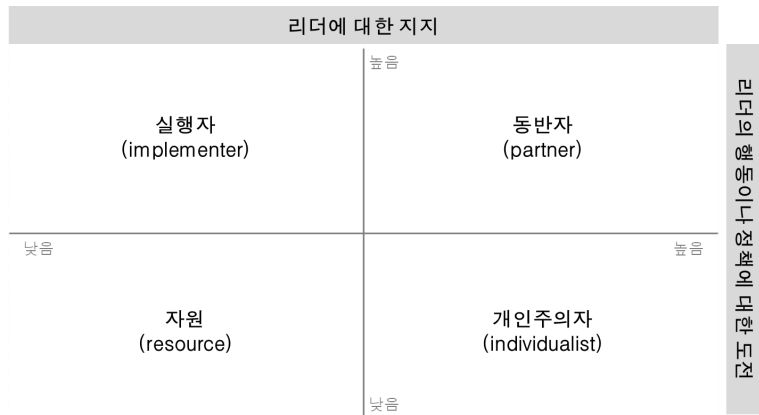 리더에 대한 지지
높음
실행자
(implementer)
동반자
(partner)
낮음
높음
자원
(resource)
개인주의자
(individualist)
낮음
리더의 행동이나 정책에 대한 도전